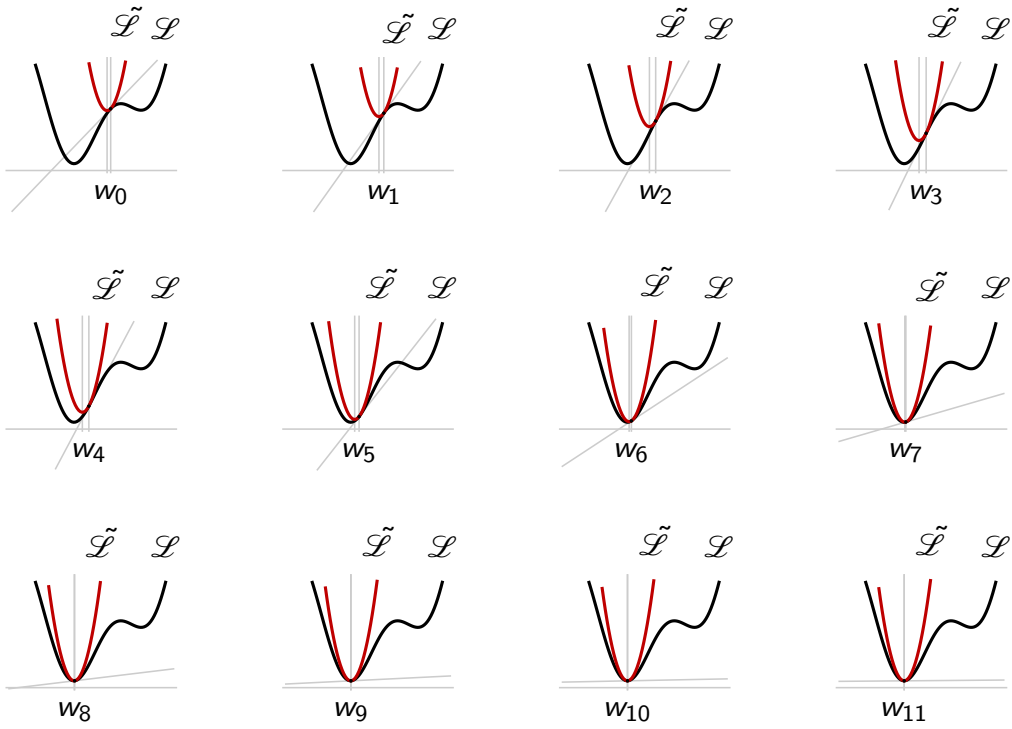 ℒ̃ ℒ ℒ̃ ℒ ℒ̃ ℒ ℒ̃ ℒ
w₀ w₁ w₂ w₃
ℒ̃ ℒ ℒ̃ ℒ ℒ̃ ℒ ℒ̃ ℒ
w₄ w₅ w₆ w₇
ℒ̃ ℒ ℒ̃ ℒ ℒ̃ ℒ ℒ̃ ℒ
w₈ w₉ w₁₀ w₁₁